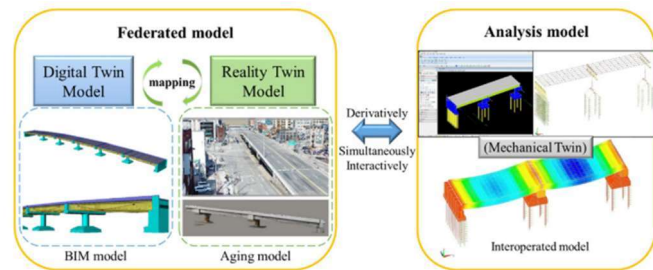 Federated model
Digital Twin
Model
mapping
Reality Twin
Model
BIM model
Aging model
Derivatively
Simultaneously
Interactively
Analysis model
(Mechanical Twin)
Interoperated model